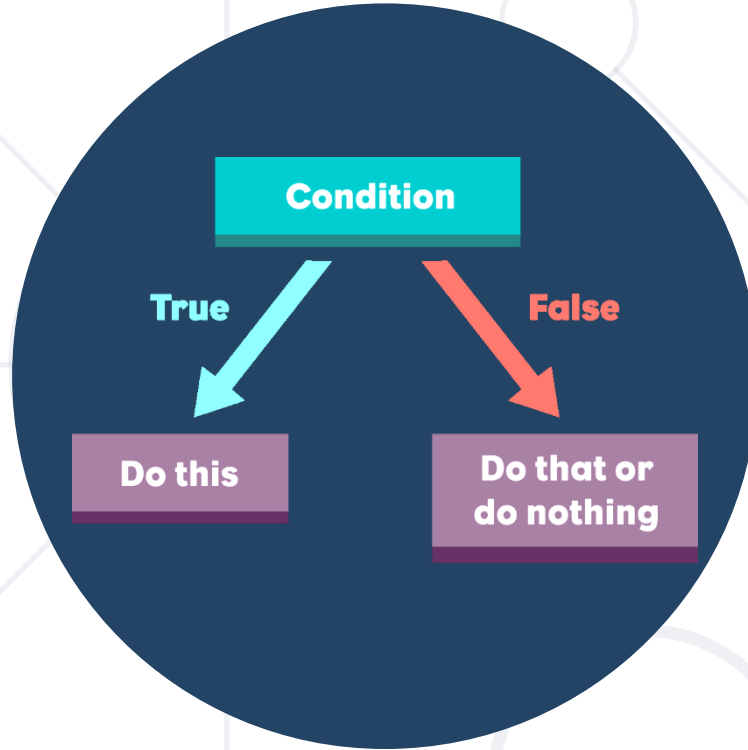 Condition
True
False
Do this
Do that or
do nothing